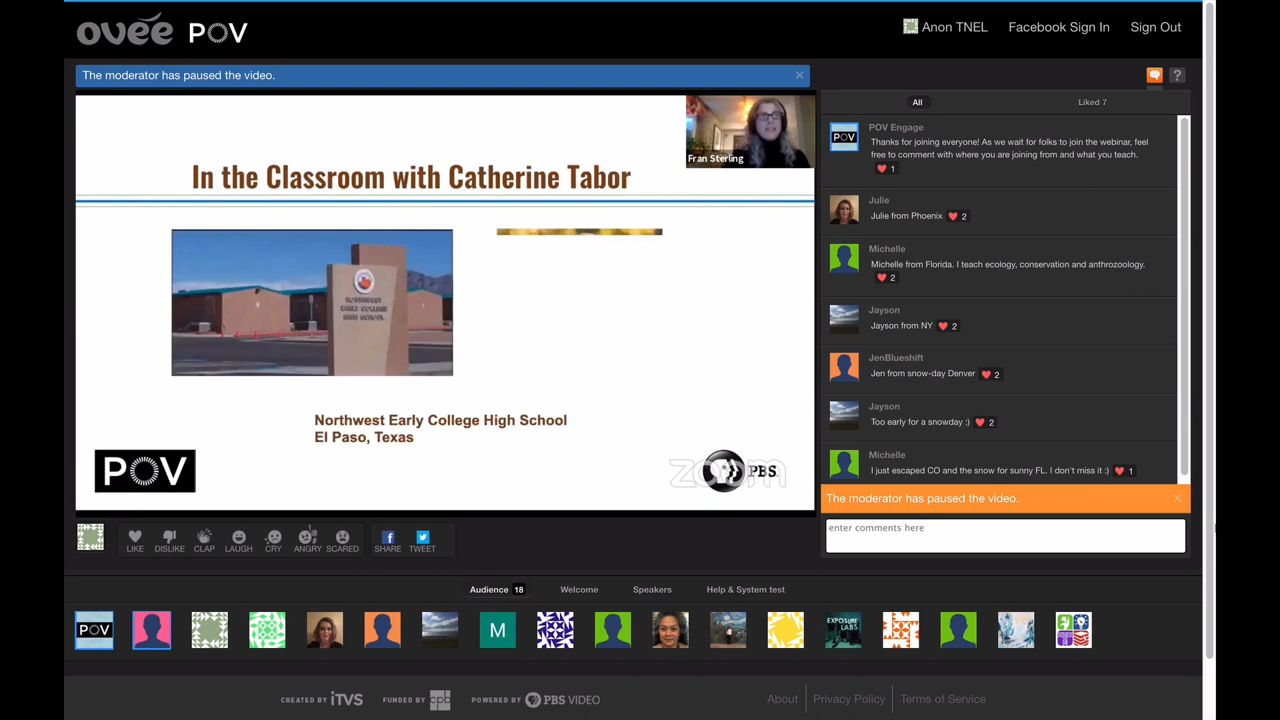 ovee POV
Anon TNEL Facebook Sign In Sign Out
The moderator has paused the video. ×
?
All Liked 7
Fran Sterling
In the Classroom with Catherine Tabor
NORTHWEST
EARLY COLLEGE
HIGH SCHOOL
Northwest Early College High School
El Paso, Texas
POV
zoom
PBS
POV
POV Engage
Thanks for joining everyone! As we wait for folks to join the webinar, feel
free to comment with where you are joining from and what you teach.
1
Julie
Julie from Phoenix 2
Michelle
Michelle from Florida. I teach ecology, conservation and anthrozoology.
2
Jayson
Jayson from NY 2
JenBlueshift
Jen from snow-day Denver 2
Jayson
Too early for a snowday :) 2
Michelle
I just escaped CO and the snow for sunny FL. I don't miss it :) 1
The moderator has paused the video. ×
enter comments here
LIKE DISLIKE CLAP LAUGH CRY ANGRY SCARED SHARE TWEET
Audience 18 Welcome Speakers Help & System test
POV M EXPOSURE
LABS
CREATED BY ITVS FUNDED BY cpb POWERED BY PBS VIDEO
About Privacy Policy Terms of Service